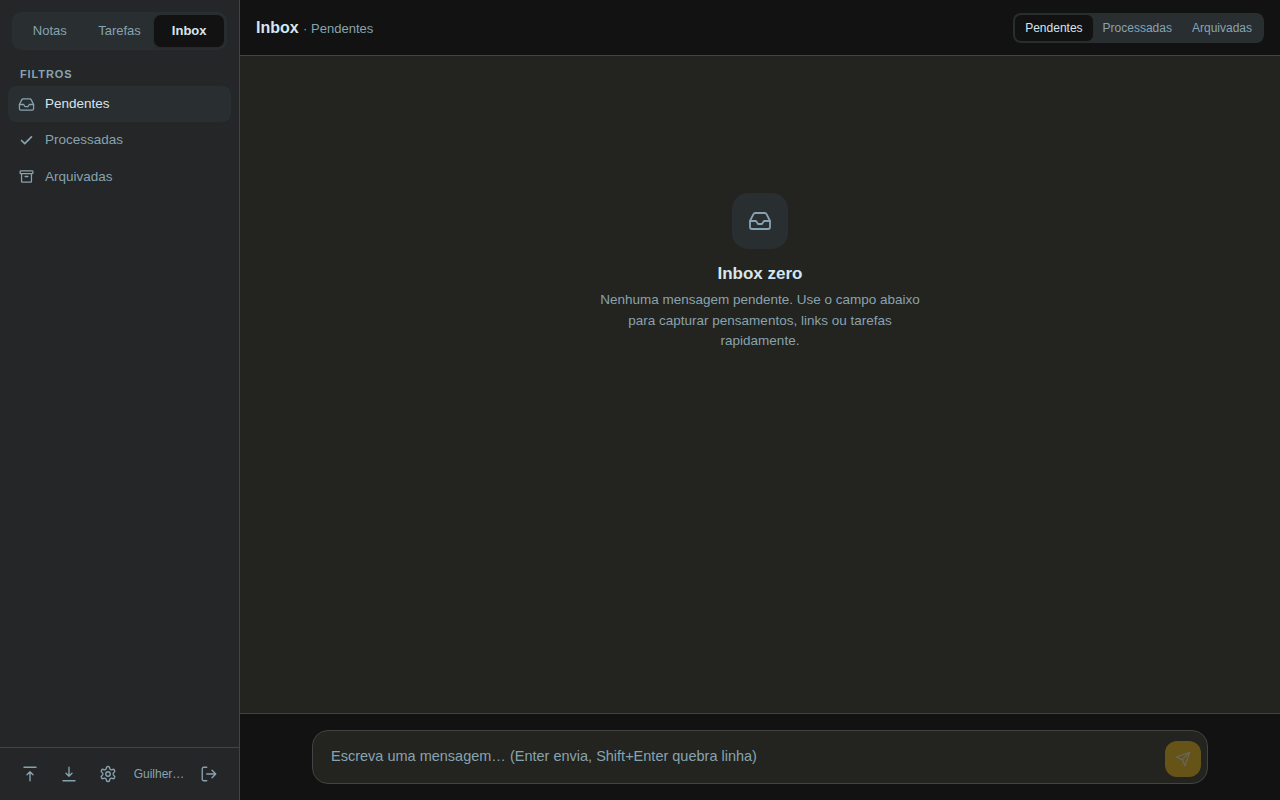 Notas
Tarefas
Inbox
FILTROS
Pendentes
Processadas
Arquivadas
Guilher…
Inbox · Pendentes
Pendentes
Processadas
Arquivadas
Inbox zero
Nenhuma mensagem pendente. Use o campo abaixo
para capturar pensamentos, links ou tarefas
rapidamente.
Escreva uma mensagem… (Enter envia, Shift+Enter quebra linha)